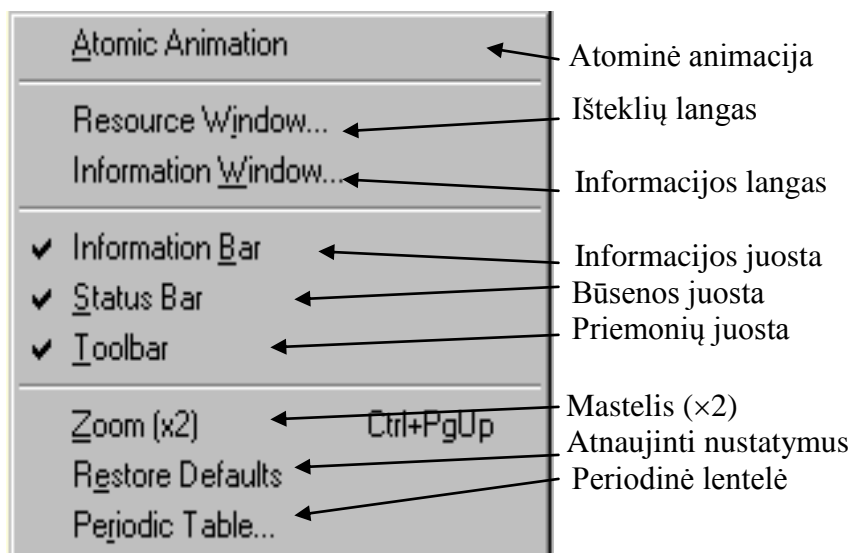 Atomic Animation
Atominė animacija
Resource Window...
Išteklių langas
Information Window...
Informacijos langas
✔ Information Bar
Informacijos juosta
✔ Status Bar
Būsenos juosta
✔ Toolbar
Priemonių juosta
Zoom (x2) Ctrl+PgUp
Mastelis (×2)
Restore Defaults
Atnaujinti nustatymus
Periodic Table...
Periodinė lentelė